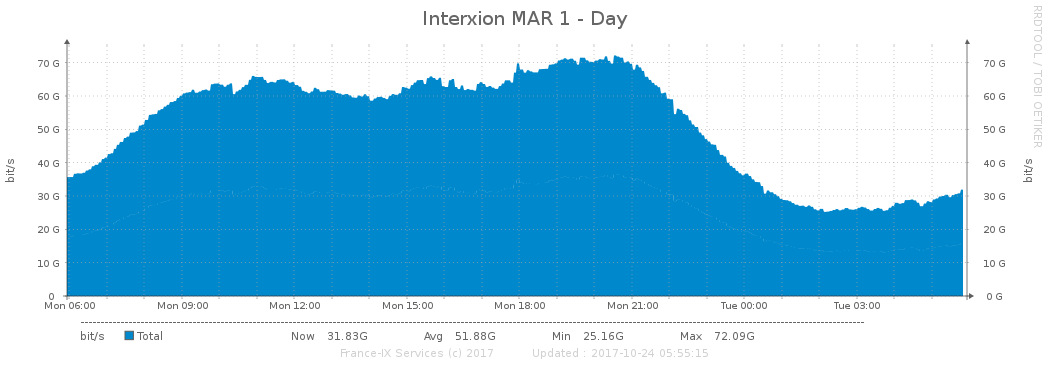 Interxion MAR 1 - Day
RRDTOOL / TOBI OETIKER
bit/s
70 G 70 G
60 G 60 G
50 G 50 G
40 G 40 G
30 G 30 G
20 G 20 G
10 G 10 G
0 0 G
bit/s
Mon 06:00 Mon 09:00 Mon 12:00 Mon 15:00 Mon 18:00 Mon 21:00 Tue 00:00 Tue 03:00
bit/s Total Now 31.83G Avg 51.88G Min 25.16G Max 72.09G
France-IX Services (c) 2017 Updated : 2017-10-24 05:55:15